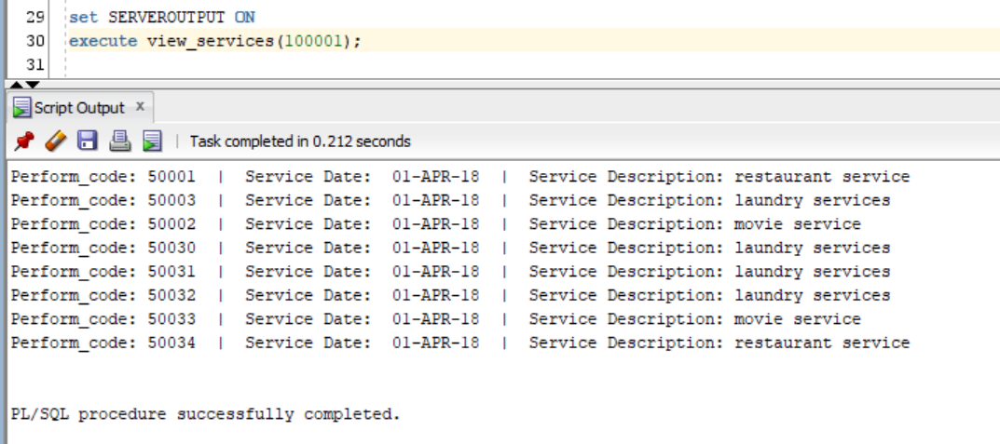 29 set SERVEROUTPUT ON
30 execute view_services(100001);
31
Script Output x
Task completed in 0.212 seconds
Perform_code: 50001 | Service Date: 01-APR-18 | Service Description: restaurant service
Perform_code: 50003 | Service Date: 01-APR-18 | Service Description: laundry services
Perform_code: 50002 | Service Date: 01-APR-18 | Service Description: movie service
Perform_code: 50030 | Service Date: 01-APR-18 | Service Description: laundry services
Perform_code: 50031 | Service Date: 01-APR-18 | Service Description: laundry services
Perform_code: 50032 | Service Date: 01-APR-18 | Service Description: laundry services
Perform_code: 50033 | Service Date: 01-APR-18 | Service Description: movie service
Perform_code: 50034 | Service Date: 01-APR-18 | Service Description: restaurant service
PL/SQL procedure successfully completed.